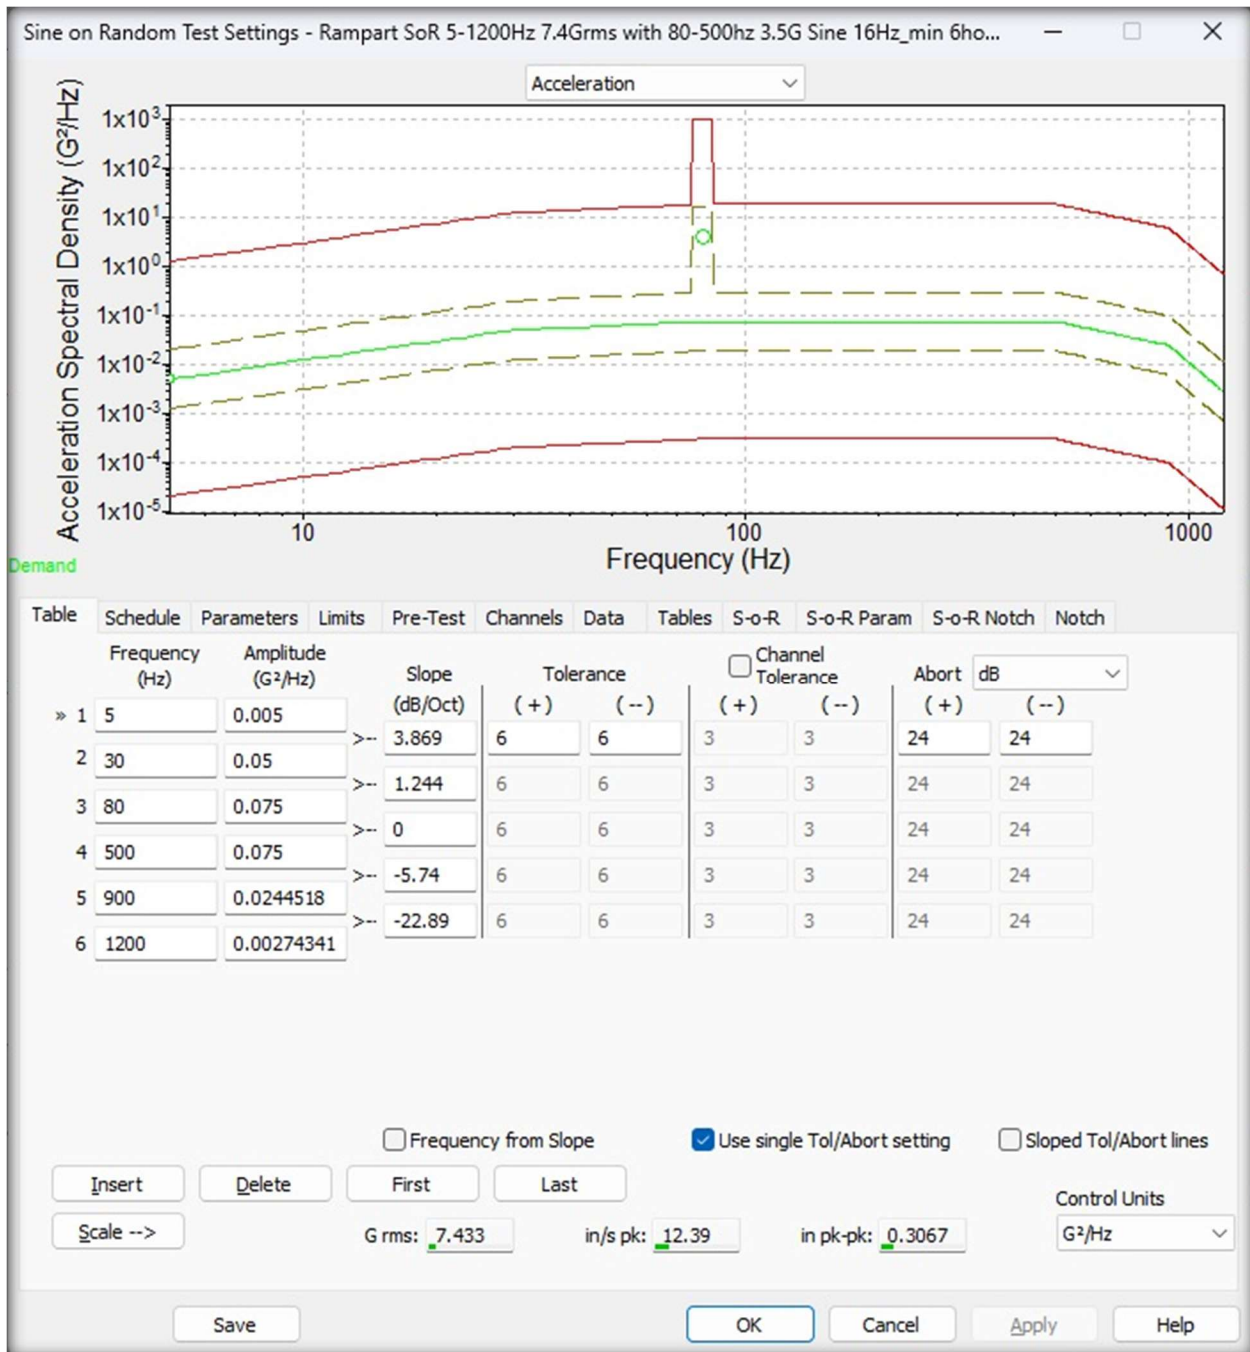 Sine on Random Test Settings - Rampart SoR 5-1200Hz 7.4Grms with 80-500hz 3.5G Sine 16Hz_min 6ho...
Acceleration
Acceleration Spectral Density (G²/Hz)
1x10³
1x10²
1x10¹
1x10⁰
1x10⁻¹
1x10⁻²
1x10⁻³
1x10⁻⁴
1x10⁻⁵
10 100 1000
Frequency (Hz)
Demand
Table Schedule Parameters Limits Pre-Test Channels Data Tables S-o-R S-o-R Param S-o-R Notch Notch
Frequency (Hz) Amplitude (G²/Hz) Slope (dB/Oct) Tolerance Channel Tolerance Abort dB
(+) (--) (+) (--) (+) (--)
» 1 5 0.005
>-- 3.869 6 6 3 3 24 24
2 30 0.05
>-- 1.244 6 6 3 3 24 24
3 80 0.075
>-- 0 6 6 3 3 24 24
4 500 0.075
>-- -5.74 6 6 3 3 24 24
5 900 0.0244518
>-- -22.89 6 6 3 3 24 24
6 1200 0.00274341
Frequency from Slope Use single Tol/Abort setting Sloped Tol/Abort lines
Insert Delete First Last
Control Units
Scale --> G rms: 7.433 in/s pk: 12.39 in pk-pk: 0.3067 G²/Hz
Save OK Cancel Apply Help